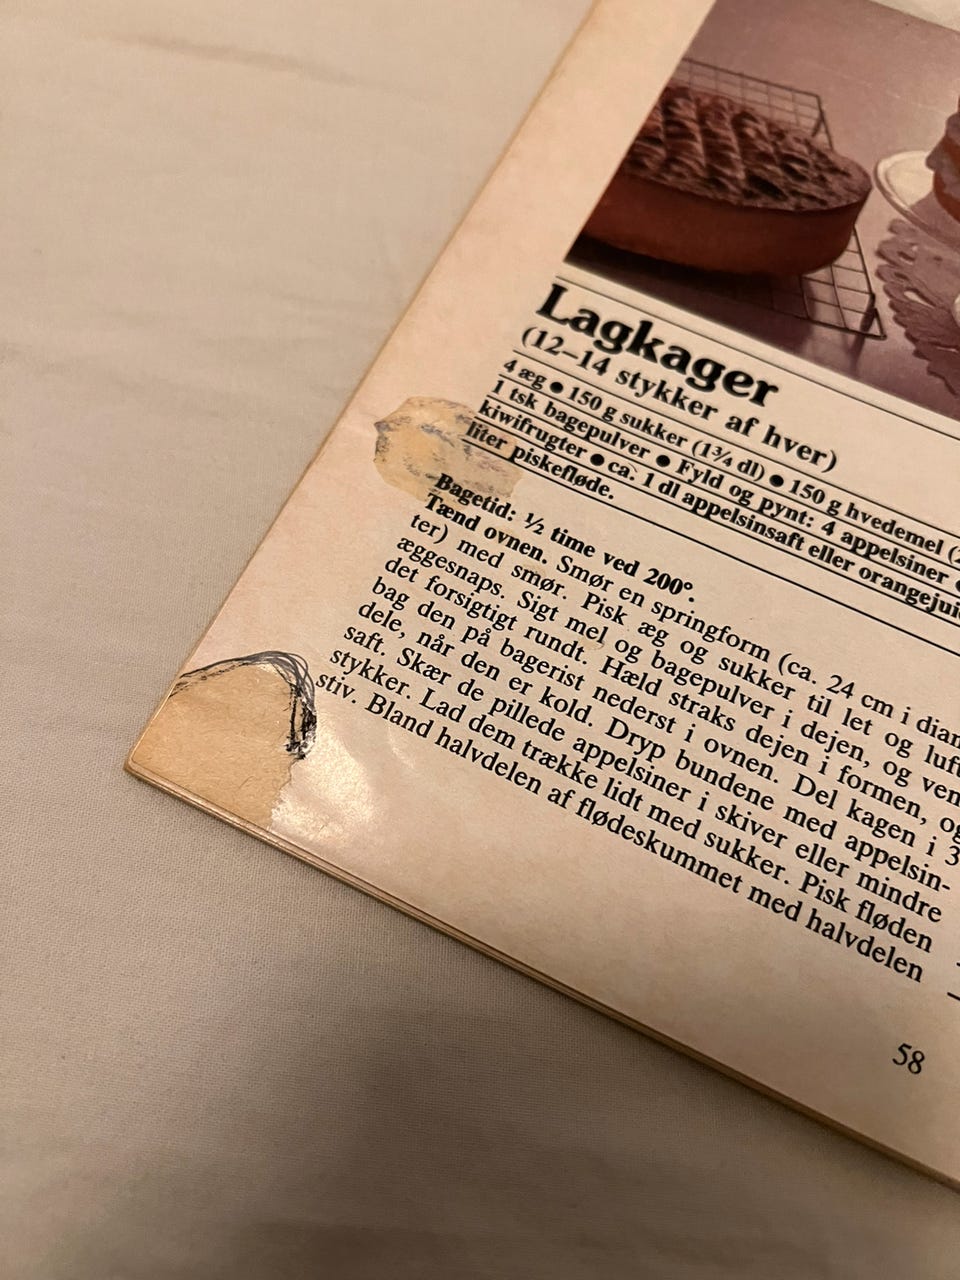 Lagkager
(12–14 stykker af hver)
4 æg ● 150 g sukker (1¾ dl) ● 150 g hvedemel (2
1 tsk bagepulver ● Fyld og pynt: 4 appelsiner ●
kiwifrugter ● ca. 1 dl appelsinsaft eller orangejui
liter piskefløde.
Bagetid: ½ time ved 200°.
Tænd ovnen. Smør en springform (ca. 24 cm i diam
ter) med smør. Pisk æg og sukker til let og luft
æggesnaps. Sigt mel og bagepulver i dejen, og ven
det forsigtigt rundt. Hæld straks dejen i formen, og
bag den på bagerist nederst i ovnen. Del kagen i 3
dele, når den er kold. Dryp bundene med appelsin-
saft. Skær de pillede appelsiner i skiver eller mindre
stykker. Lad dem trække lidt med sukker. Pisk fløden
stiv. Bland halvdelen af flødeskummet med halvdelen
58